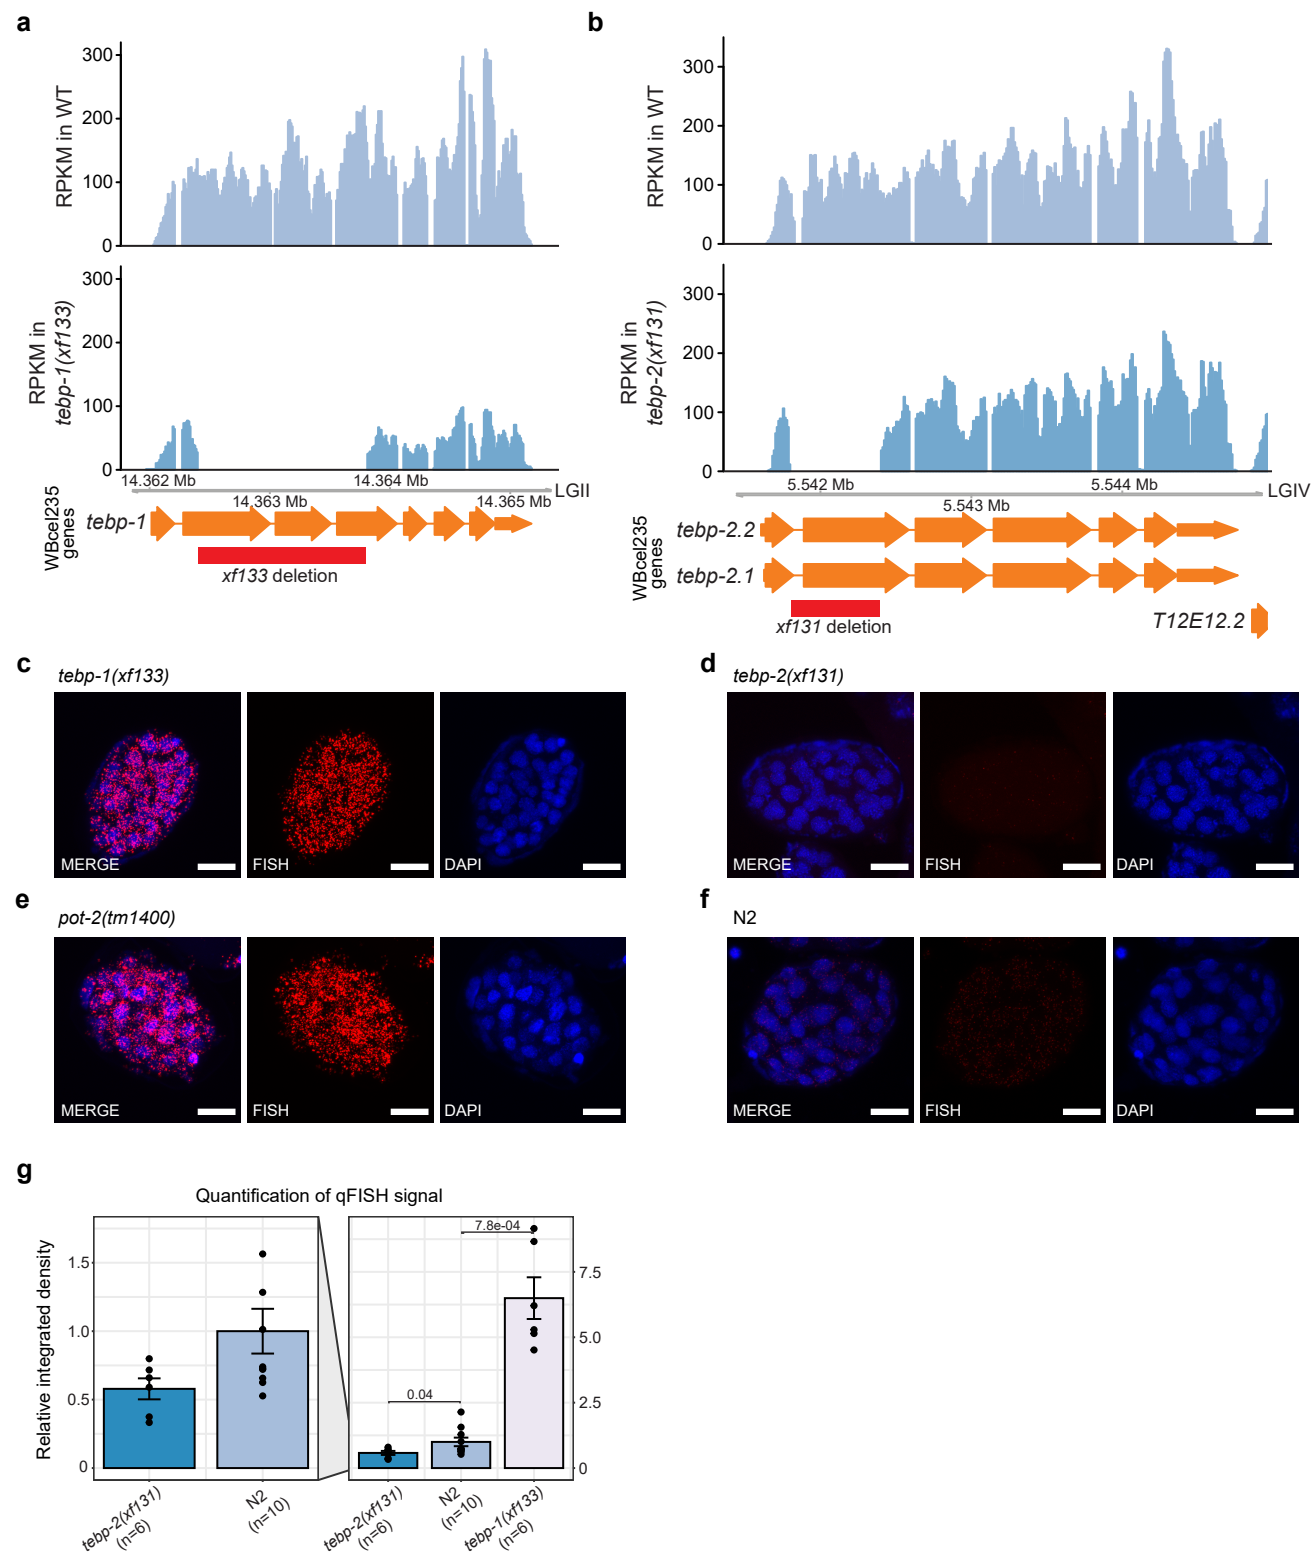 a
RPKM in WT
300
200
100
0
RPKM in
tebp-1(xf133)
300
200
100
0
14.362 Mb
14.363 Mb
14.364 Mb
14.365 Mb
LGII
WBcel235
genes
tebp-1
xf133 deletion
b
RPKM in WT
300
200
100
0
RPKM in
tebp-2(xf131)
300
200
100
0
5.542 Mb
5.543 Mb
5.544 Mb
LGIV
WBcel235
genes
tebp-2.2
tebp-2.1
xf131 deletion
T12E12.2
c
tebp-1(xf133)
MERGE
FISH
DAPI
d
tebp-2(xf131)
MERGE
FISH
DAPI
e
pot-2(tm1400)
MERGE
FISH
DAPI
f
N2
MERGE
FISH
DAPI
g
Quantification of qFISH signal
Relative integrated density
1.5
1.0
0.5
0
tebp-2(xf131)
(n=6)
N2
(n=10)
7.8e-04
0.04
7.5
5.0
2.5
0
tebp-2(xf131)
(n=6)
N2
(n=10)
tebp-1(xf133)
(n=6)